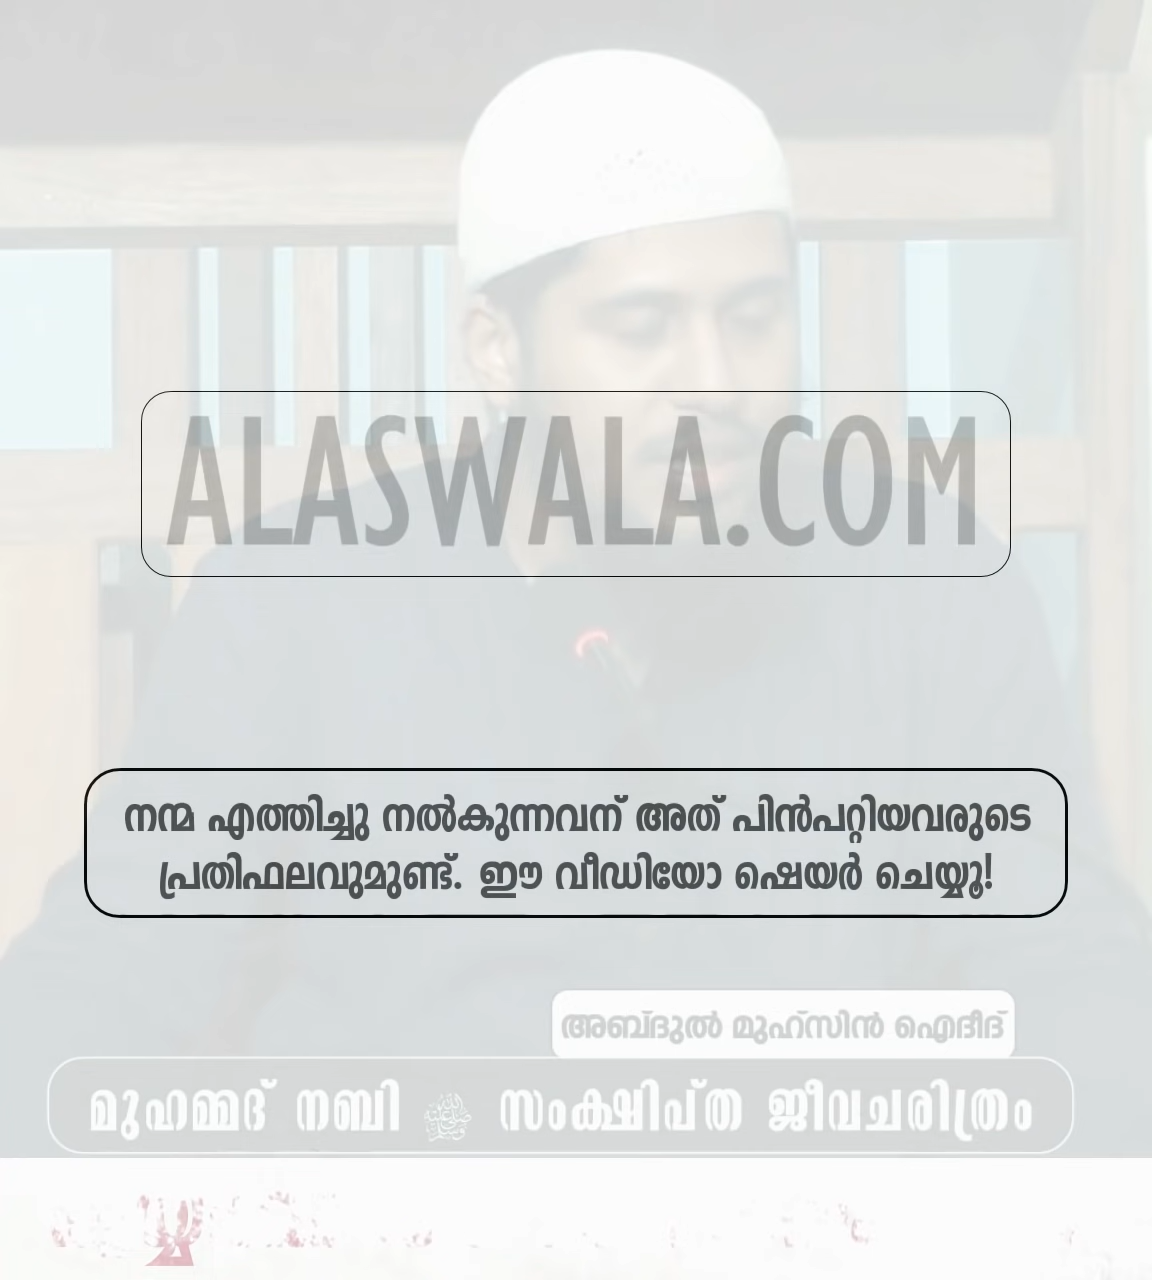 ALASWALA.COM
നന്മ എത്തിച്ചു നൽകുന്നവന് അത് പിൻപറ്റിയവരുടെ
പ്രതിഫലവുമുണ്ട്. ഈ വീഡിയോ ഷെയർ ചെയ്യൂ!
അബ്ദുൽ മുഹ്സിൻ ഐദീദ്
മുഹമ്മദ് നബി ﷺ സംക്ഷിപ്ത ജീവചരിത്രം